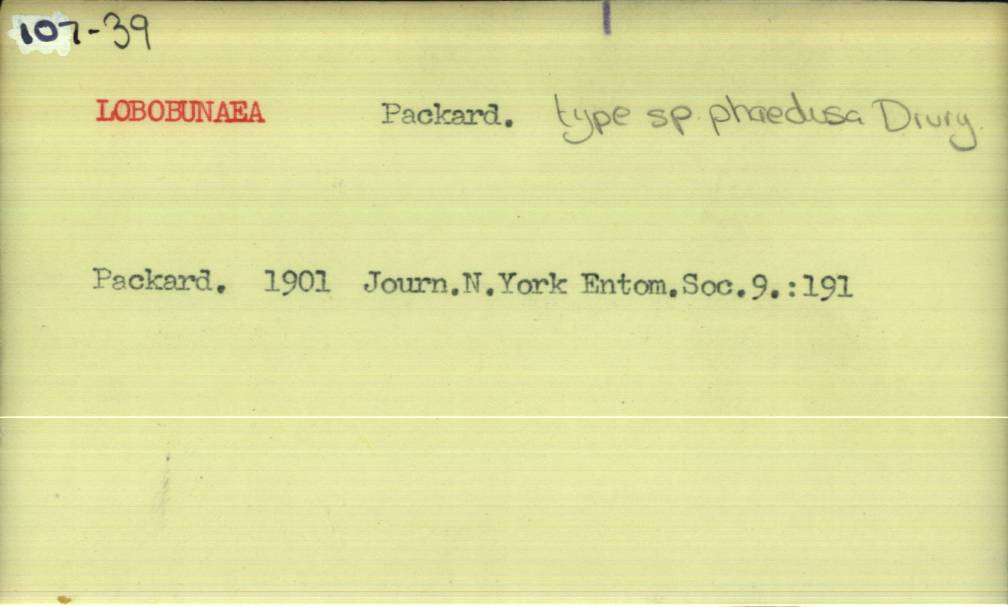 107-39
LOBOBUNAEA Packard. type sp. phaedusa Drury
Packard. 1901 Journ.N.York Entom.Soc.9.:191